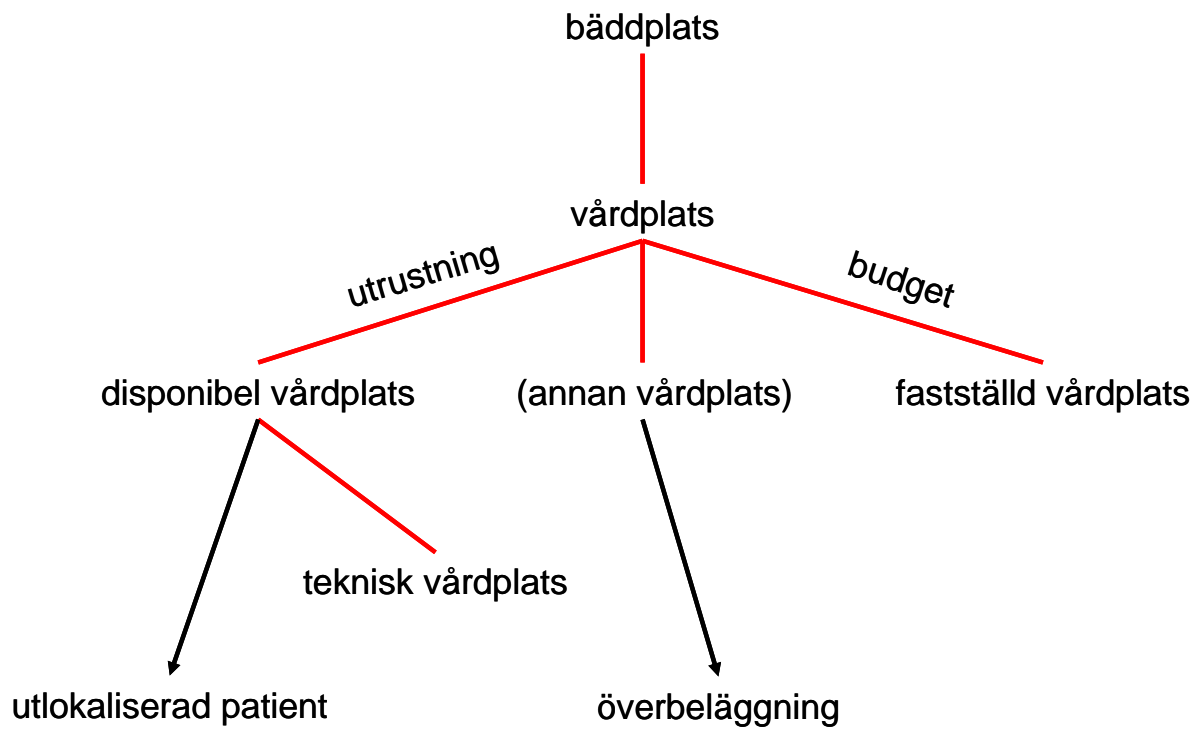 bäddplats
vårdplats
utrustning
budget
disponibel vårdplats
(annan vårdplats)
fastställd vårdplats
teknisk vårdplats
utlokaliserad patient
överbeläggning